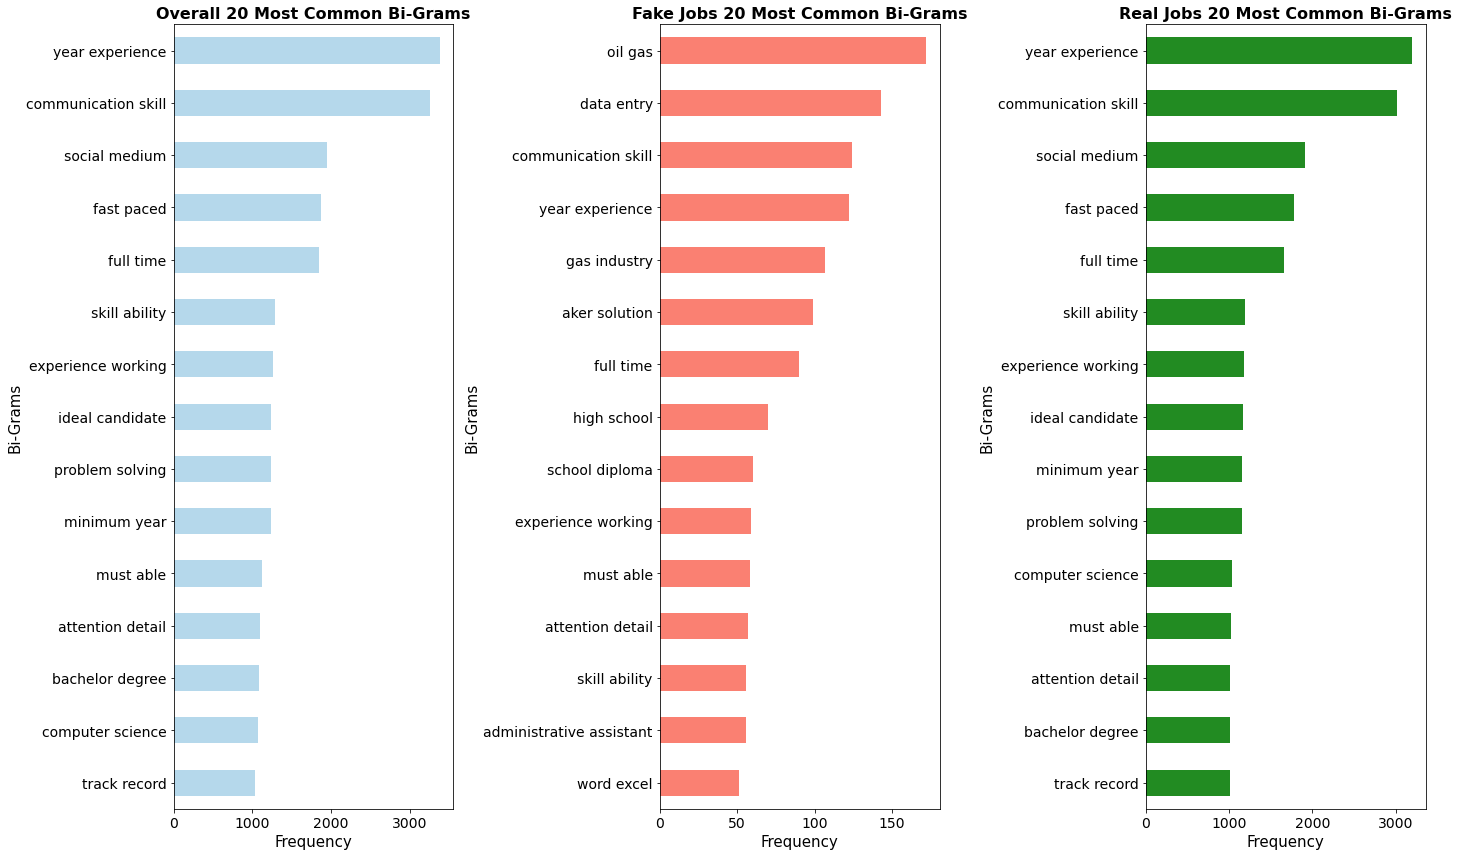 Overall 20 Most Common Bi-Grams
Bi-Grams
year experience
communication skill
social medium
fast paced
full time
skill ability
experience working
ideal candidate
problem solving
minimum year
must able
attention detail
bachelor degree
computer science
track record
0 1000 2000 3000
Frequency
Fake Jobs 20 Most Common Bi-Grams
Bi-Grams
oil gas
data entry
communication skill
year experience
gas industry
aker solution
full time
high school
school diploma
experience working
must able
attention detail
skill ability
administrative assistant
word excel
0 50 100 150
Frequency
Real Jobs 20 Most Common Bi-Grams
Bi-Grams
year experience
communication skill
social medium
fast paced
full time
skill ability
experience working
ideal candidate
minimum year
problem solving
computer science
must able
attention detail
bachelor degree
track record
0 1000 2000 3000
Frequency